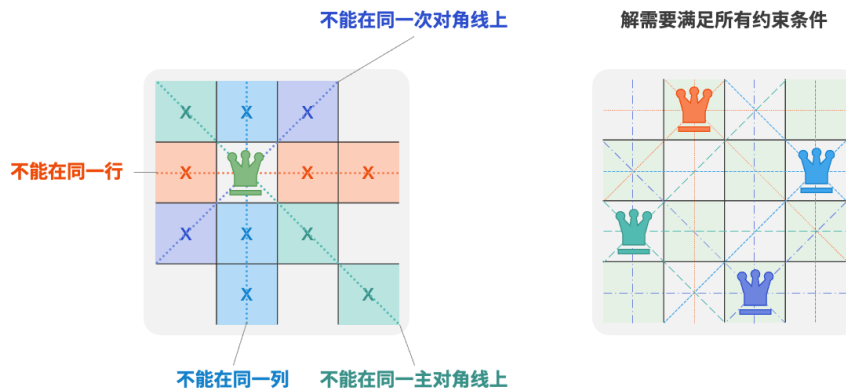 不能在同一次对角线上
解需要满足所有约束条件
X X X
不能在同一行
X X X
X X X
X X
不能在同一列
不能在同一主对角线上